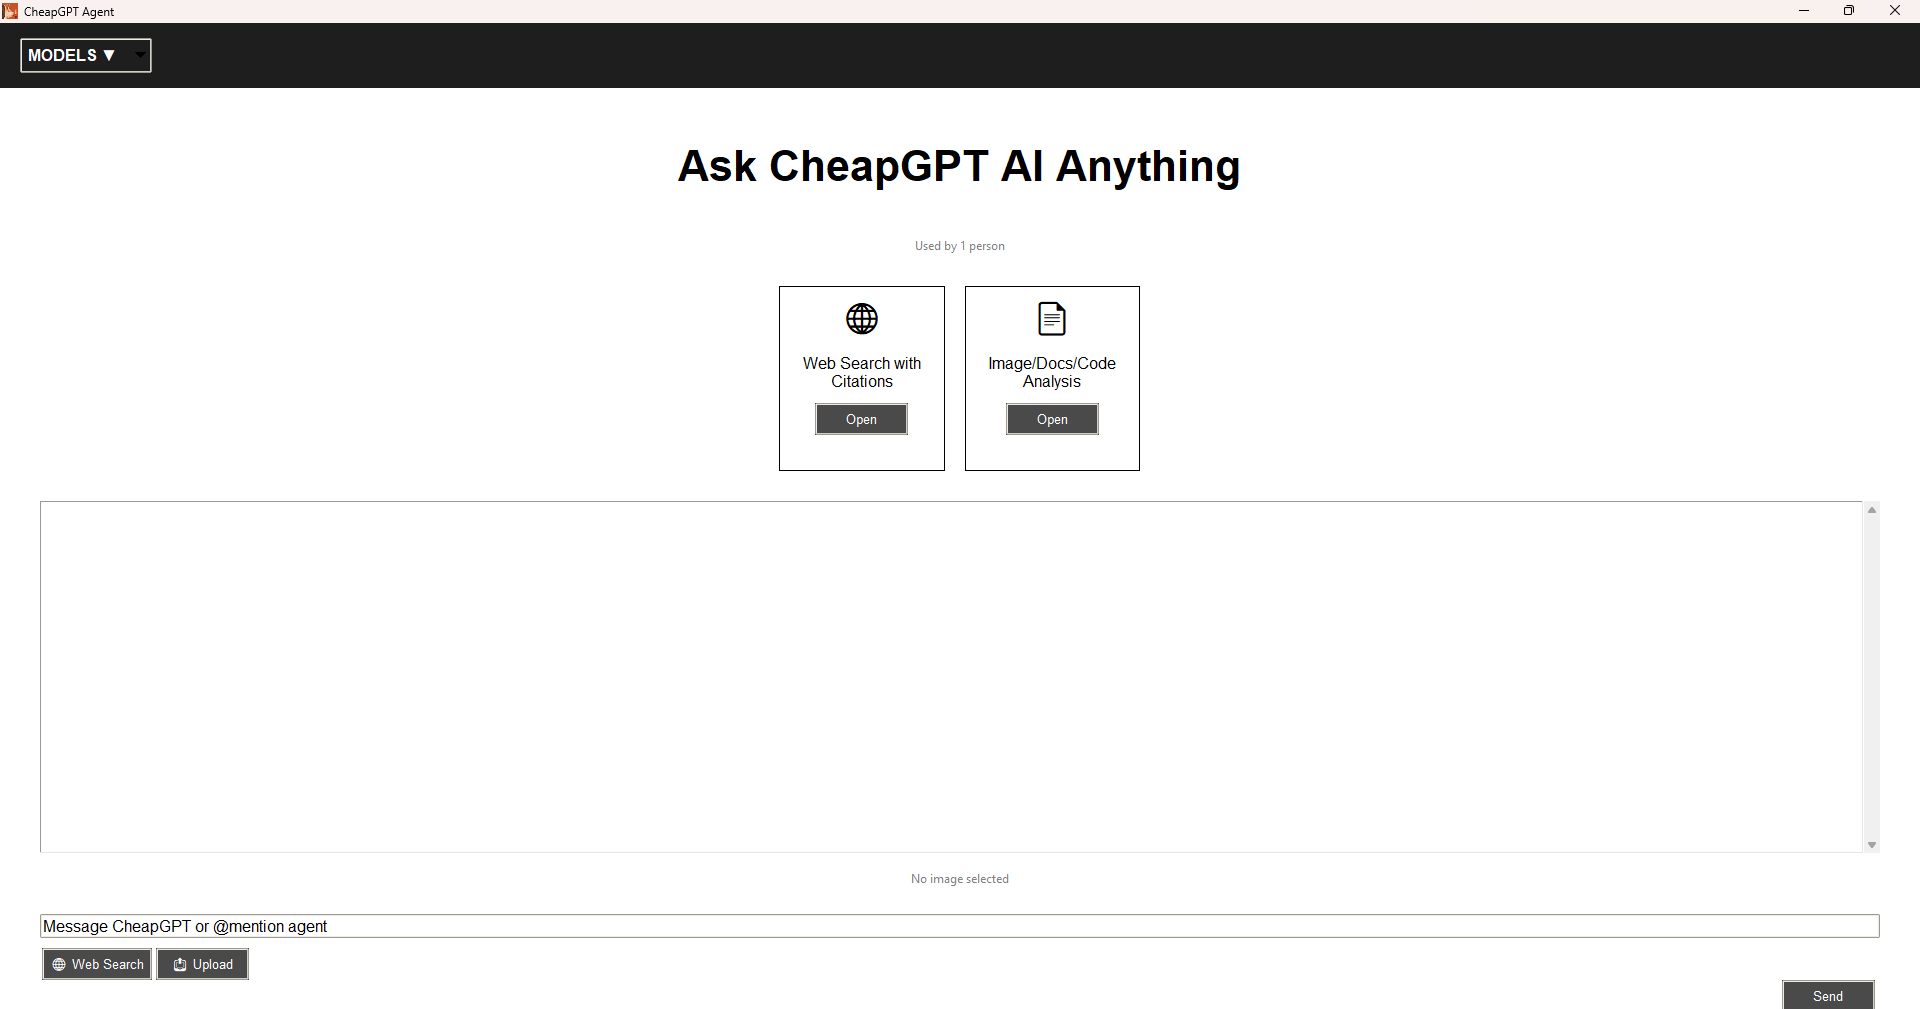 CheapGPT Agent
MODELS ▼
Ask CheapGPT AI Anything
Used by 1 person
Web Search with
Citations
Open
Image/Docs/Code
Analysis
Open
No image selected
Message CheapGPT or @mention agent
Web Search
Upload
Send